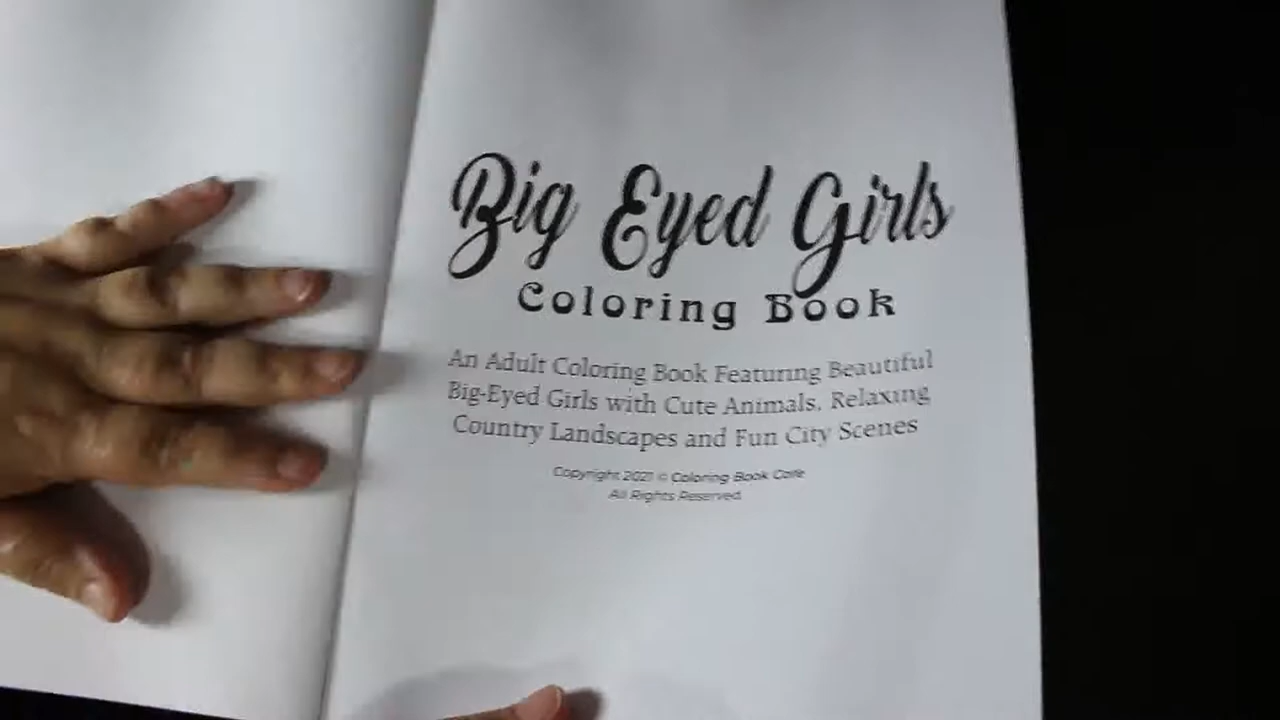 Big Eyed Girls
Coloring Book
An Adult Coloring Book Featuring Beautiful
Big-Eyed Girls with Cute Animals, Relaxing
Country Landscapes and Fun City Scenes
Copyright 2021 © Coloring Book Cafe
All Rights Reserved.